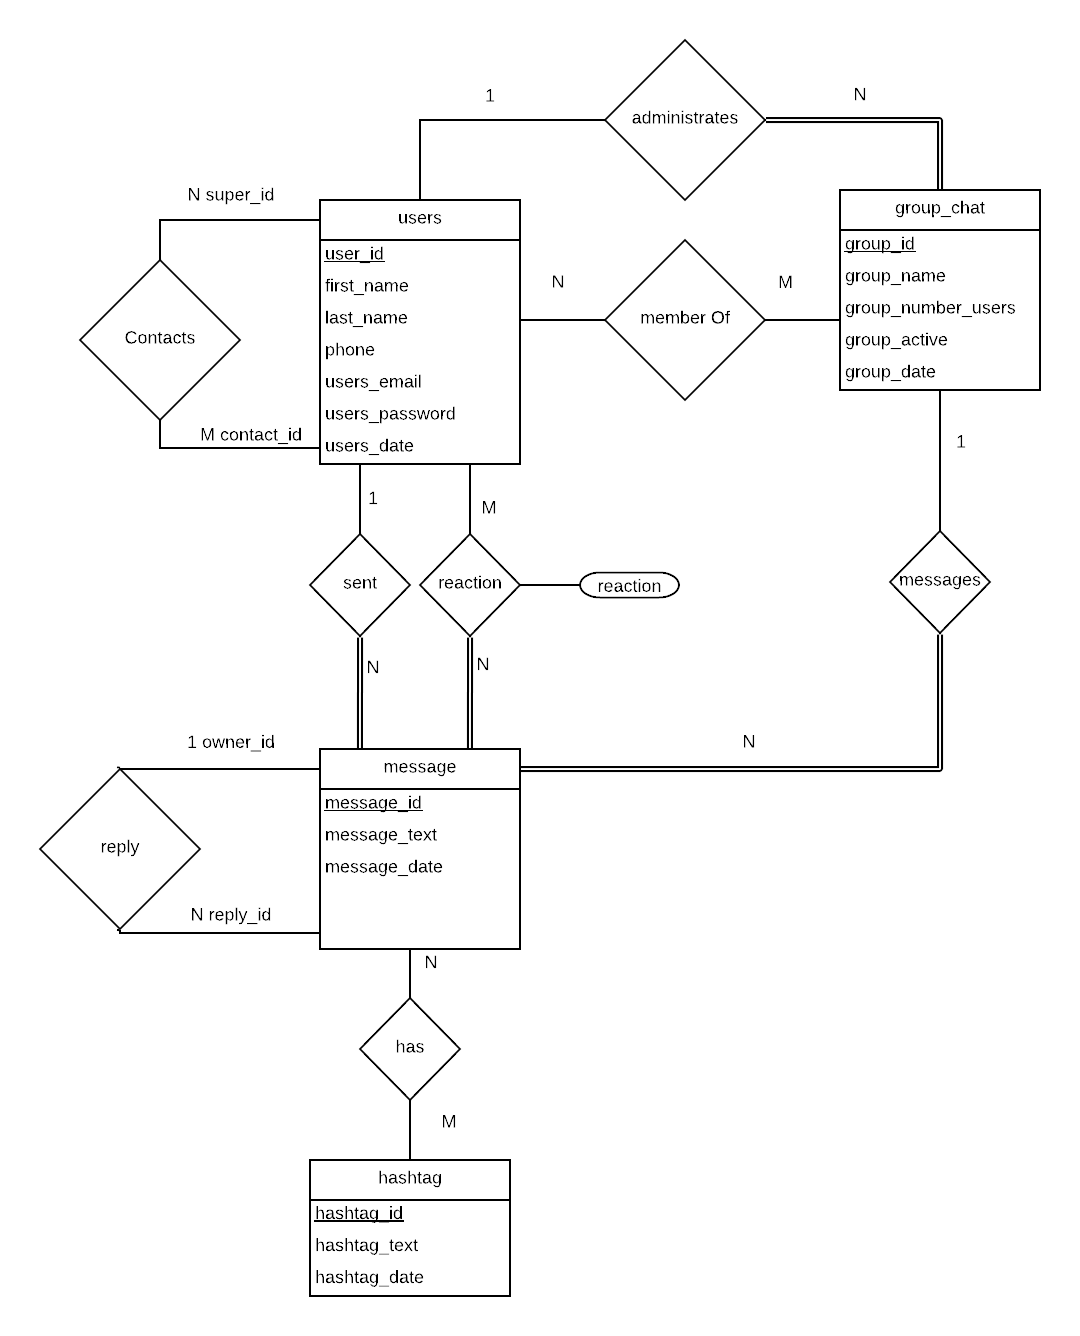 1
administrates
N
N super_id
users
user_id
first_name
last_name
phone
users_email
users_password
users_date
group_chat
group_id
group_name
group_number_users
group_active
group_date
N
member Of
M
Contacts
M contact_id
1
M
1
sent
reaction
reaction
messages
N
N
1 owner_id
N
message
message_id
message_text
message_date
reply
N reply_id
N
has
M
hashtag
hashtag_id
hashtag_text
hashtag_date